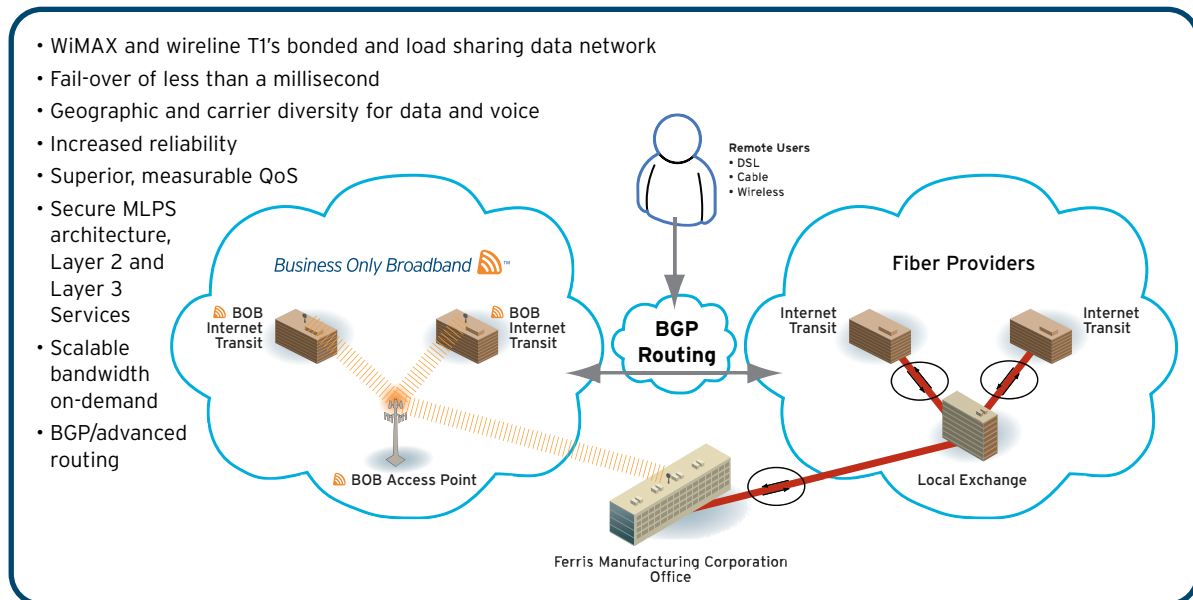 • WiMAX and wireline T1's bonded and load sharing data network
• Fail-over of less than a millisecond
• Geographic and carrier diversity for data and voice
• Increased reliability
• Superior, measurable QoS
• Secure MLPS
architecture,
Layer 2 and
Layer 3
Services
• Scalable
bandwidth
on-demand
• BGP/advanced
routing
Remote Users
• DSL
• Cable
• Wireless
Business Only Broadband ™
BOB
Internet
Transit
BOB
Internet
Transit
BOB Access Point
BGP
Routing
Fiber Providers
Internet
Transit
Internet
Transit
Local Exchange
Ferris Manufacturing Corporation
Office